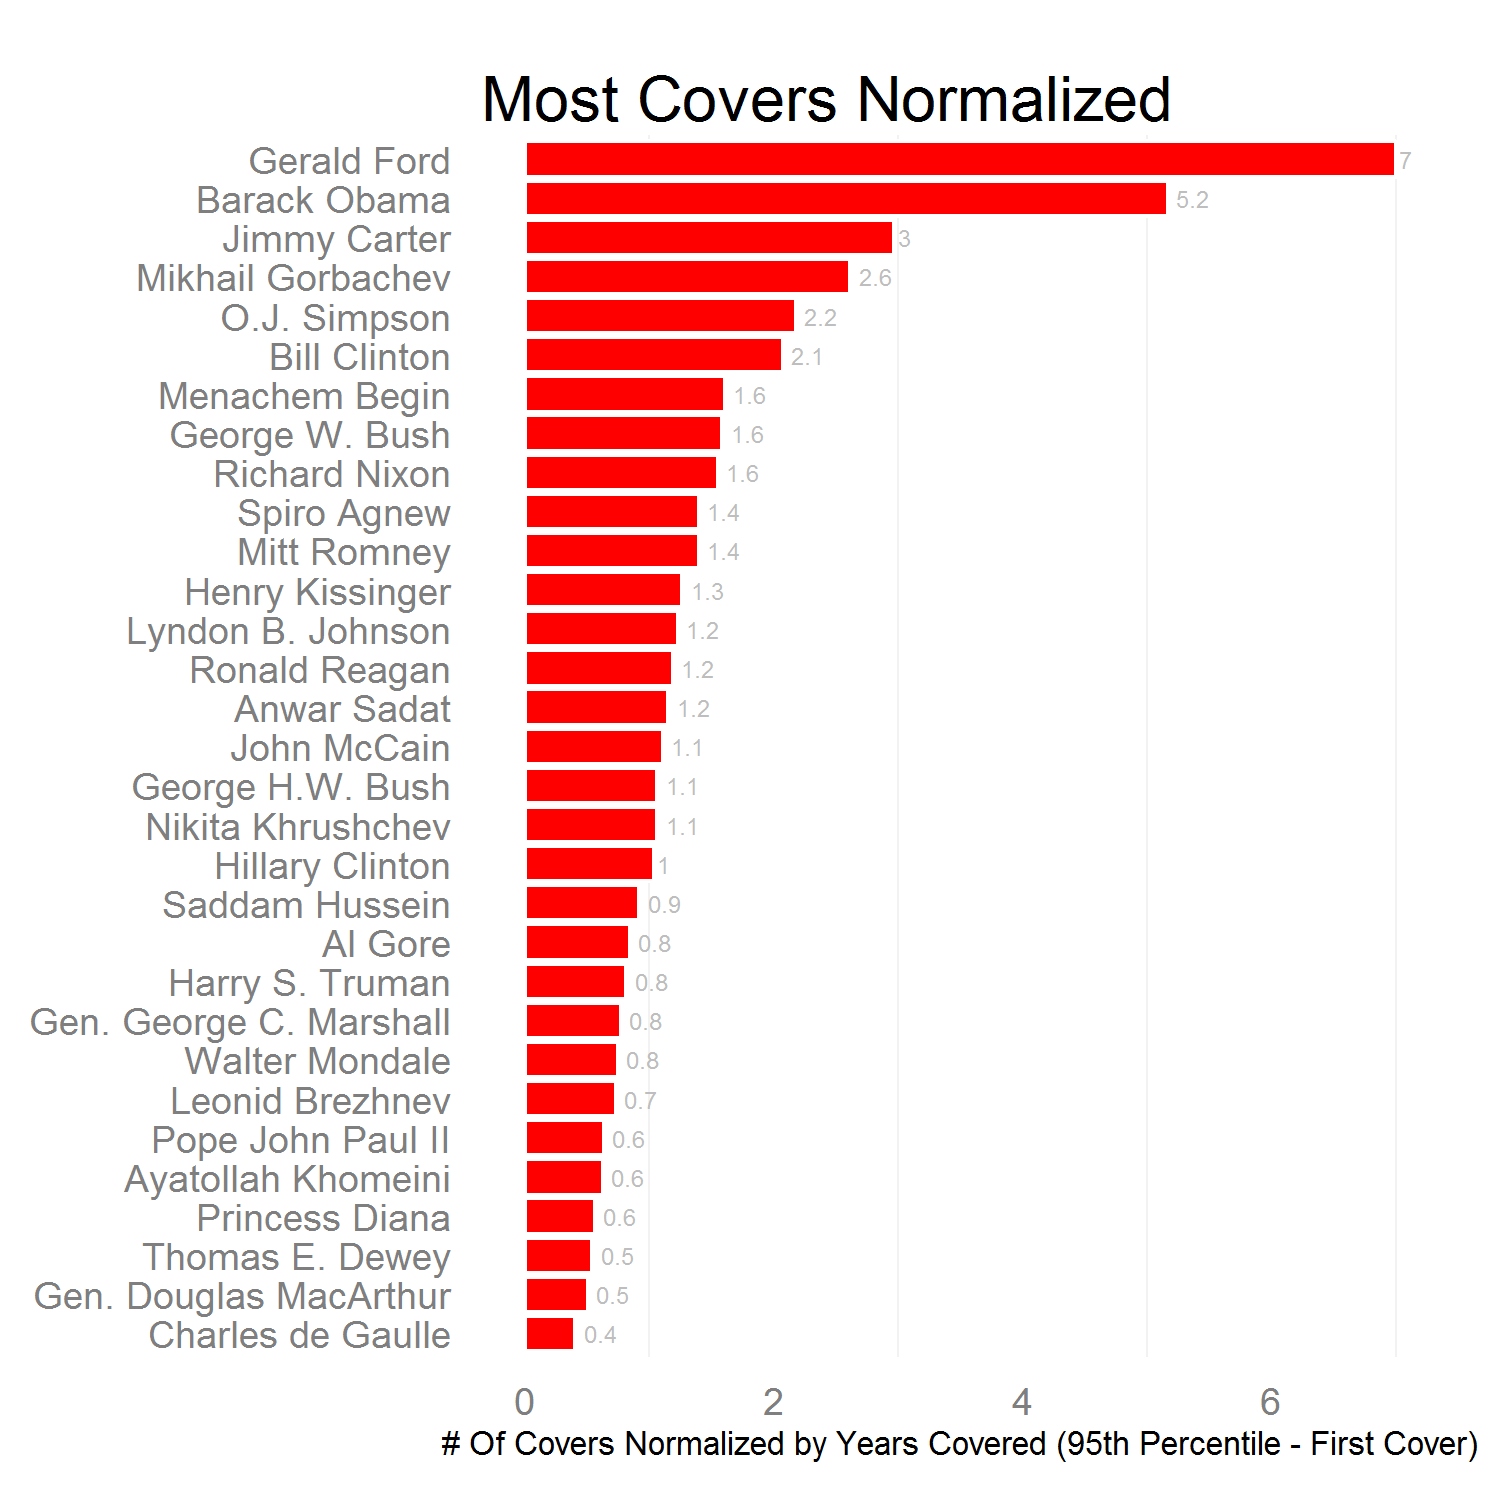 Most Covers Normalized
Gerald Ford 7
Barack Obama 5.2
Jimmy Carter 3
Mikhail Gorbachev 2.6
O.J. Simpson 2.2
Bill Clinton 2.1
Menachem Begin 1.6
George W. Bush 1.6
Richard Nixon 1.6
Spiro Agnew 1.4
Mitt Romney 1.4
Henry Kissinger 1.3
Lyndon B. Johnson 1.2
Ronald Reagan 1.2
Anwar Sadat 1.2
John McCain 1.1
George H.W. Bush 1.1
Nikita Khrushchev 1.1
Hillary Clinton 1
Saddam Hussein 0.9
Al Gore 0.8
Harry S. Truman 0.8
Gen. George C. Marshall 0.8
Walter Mondale 0.8
Leonid Brezhnev 0.7
Pope John Paul II 0.6
Ayatollah Khomeini 0.6
Princess Diana 0.6
Thomas E. Dewey 0.5
Gen. Douglas MacArthur 0.5
Charles de Gaulle 0.4
0 2 4 6
# Of Covers Normalized by Years Covered (95th Percentile - First Cover)